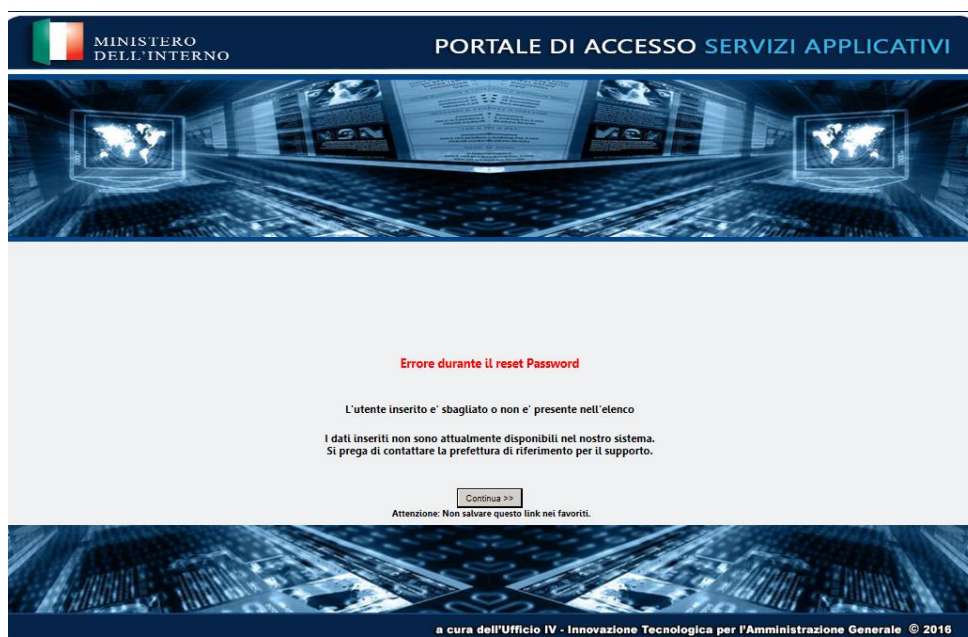 MINISTERO
DELL'INTERNO
PORTALE DI ACCESSO SERVIZI APPLICATIVI
Errore durante il reset Password
L'utente inserito e' sbagliato o non e' presente nell'elenco
I dati inseriti non sono attualmente disponibili nel nostro sistema.
Si prega di contattare la prefettura di riferimento per il supporto.
Continua >>
Attenzione: Non salvare questo link nei favoriti.
a cura dell'Ufficio IV - Innovazione Tecnologica per l'Amministrazione Generale © 2016